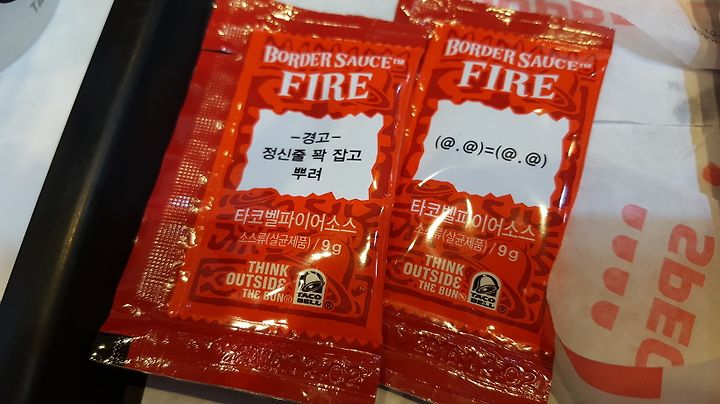 BORDER SAUCE™
FIRE
-경고-
정신줄 꽉 잡고
뿌려
타코벨파이어소스
소스류(살균제품)/9g
THINK
OUTSIDE
THE BUN®
TACO
BELL
BORDER SAUCE™
FIRE
(@.@)=(@.@)
타코벨파이어소스
소스류(살균제품)/9g
THINK
OUTSIDE
THE BUN®
TACO
BELL
SPEC